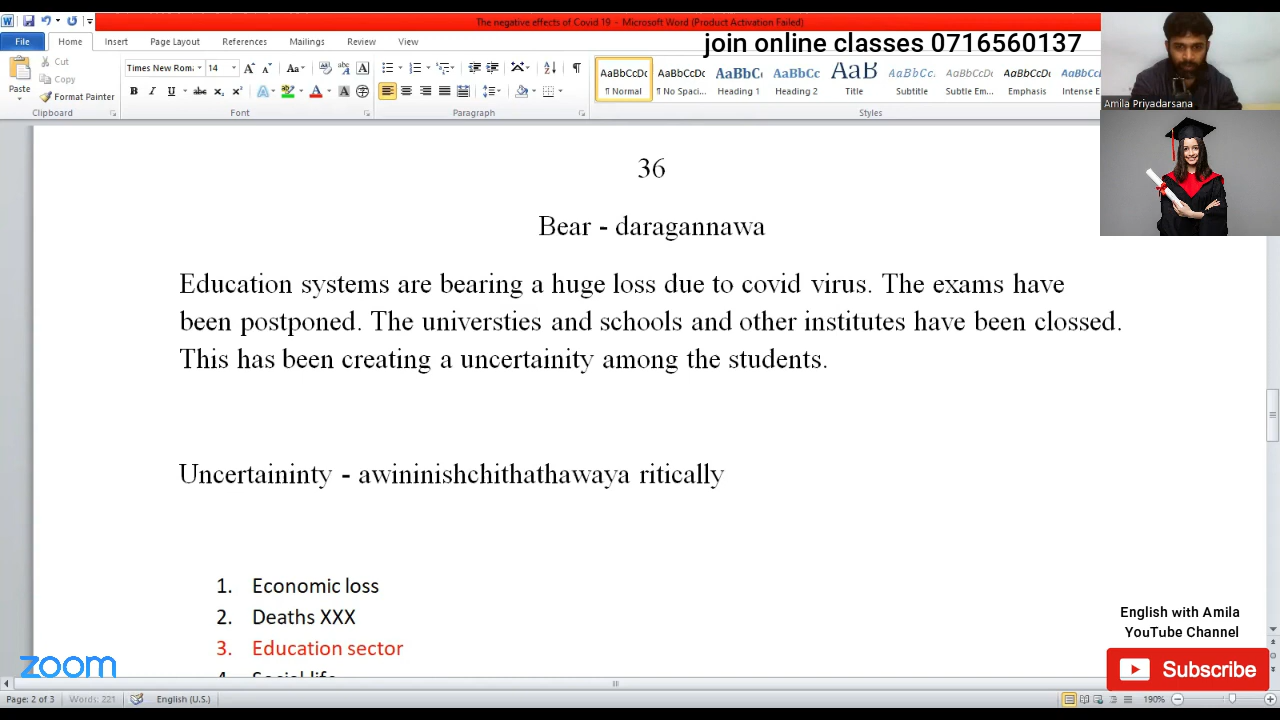 The negative effects of Covid 19 - Microsoft Word (Product Activation Failed)
File Home Insert Page Layout References Mailings Review View
join online classes 0716560137
Cut
Copy
Paste
Format Painter
Times New Rom 14
AaBbCcDc AaBbCcDc AaBbC AaBbCc AaB AaBbCc. AaBbCcDc AaBbCcDc AaBbCcDc
¶ Normal ¶ No Spaci... Heading 1 Heading 2 Title Subtitle Subtle Em... Emphasis Intense E
Clipboard Font Paragraph Styles
Amila Priyadarsana
36
Bear - daragannawa
Education systems are bearing a huge loss due to covid virus. The exams have
been postponed. The universties and schools and other institutes have been clossed.
This has been creating a uncertainity among the students.
Uncertaininty - awininishchithathawaya ritically
1. Economic loss
2. Deaths XXX
3. Education sector
4. Social life
English with Amila
YouTube Channel
Subscribe
zoom
Page: 2 of 3 Words: 221 English (U.S.) 190%